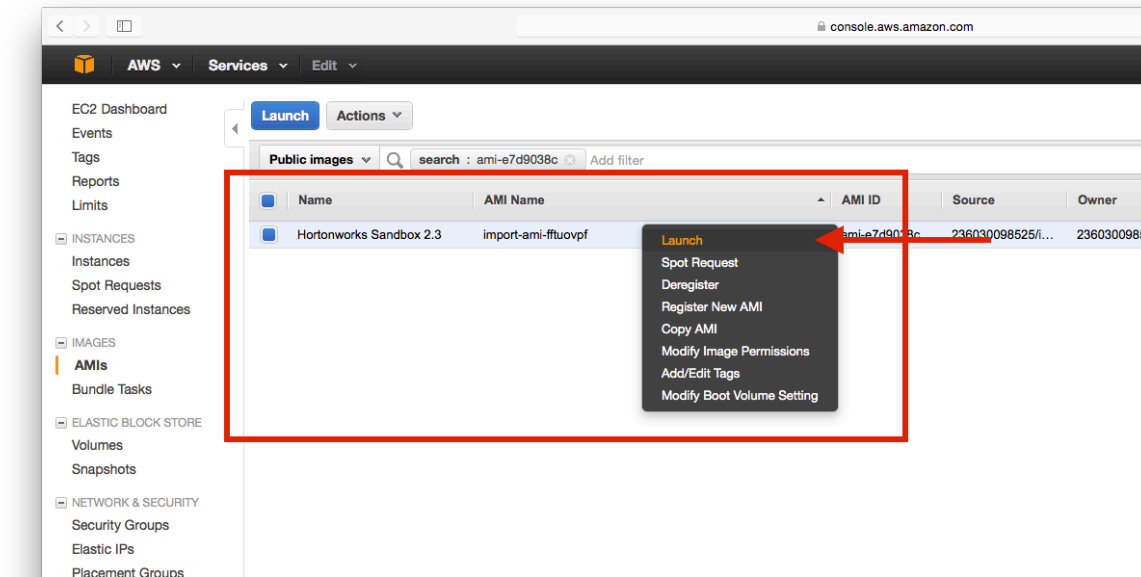 console.aws.amazon.com
AWS Services Edit
EC2 Dashboard
Events
Tags
Reports
Limits
INSTANCES
Instances
Spot Requests
Reserved Instances
IMAGES
AMIs
Bundle Tasks
ELASTIC BLOCK STORE
Volumes
Snapshots
NETWORK & SECURITY
Security Groups
Elastic IPs
Placement Groups
Launch Actions
Public images search : ami-e7d9038c Add filter
Name AMI Name AMI ID Source Owner
Hortonworks Sandbox 2.3 import-ami-fftuovpf ami-e7d9038c 236030098525/i... 2360300985
Launch
Spot Request
Deregister
Register New AMI
Copy AMI
Modify Image Permissions
Add/Edit Tags
Modify Boot Volume Setting